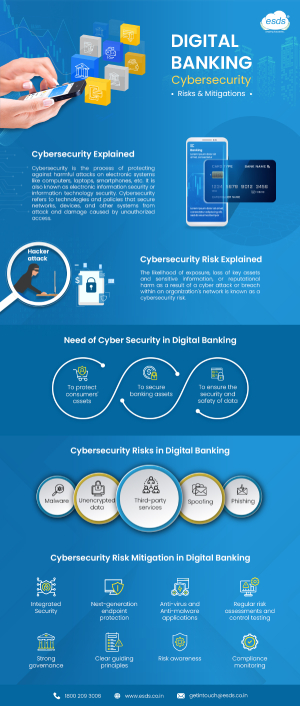 esds
DIGITAL
BANKING
Cybersecurity
• Risks & Mitigations •
Cybersecurity Explained
Cybersecurity is the process of protecting
against harmful attacks on electronic systems
like computers, laptops, smartphones, etc. It is
also known as electronic information security or
information technology security. Cybersecurity
refers to technologies and policies that secure
networks, devices, and other systems from
attack and damage caused by unauthorized
access.
Banking
Hacker
attack
Cybersecurity Risk Explained
The likelihood of exposure, loss of key assets
and sensitive information, or reputational
harm as a result of a cyber attack or breach
within an organization's network is known as a
cybersecurity risk.
Need of Cyber Security in Digital Banking
To protect
consumers'
assets
To secure
banking assets
To ensure the
security and
safety of data
Cybersecurity Risks in Digital Banking
Malware
Unencrypted
data
Third-party
services
Spoofing
Phishing
Cybersecurity Risk Mitigation in Digital Banking
Integrated
Security
Next-generation
endpoint
protection
Anti-virus and
Anti-malware
applications
Regular risk
assessments and
control testing
Strong
governance
Clear guiding
principles
Risk awareness
Compliance
monitoring
1800 209 3006
www.esds.co.in
getintouch@esds.co.in